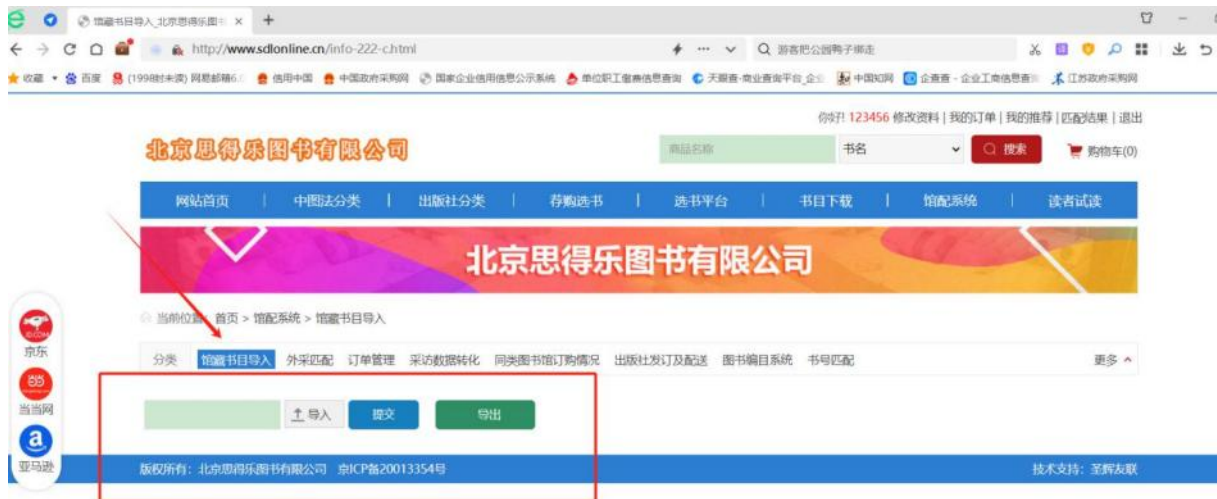 馆藏书目导入_北京思得乐图书
http://www.sdlonline.cn/info-222-c.html
游客把公园鸭子绑走
收藏 百度 (1998封未读) 网易邮箱6. 信用中国 中国政府采购网 国家企业信用信息公示系统 单位职工参保信息查询 天眼查-商业查询平台_企 中国知网 企查查 - 企业工商信息查 江苏政府采购网
你好! 123456 修改资料 | 我的订单 | 我的推荐 | 匹配结果 | 退出
北京思得乐图书有限公司
商品名称 书名 搜索 购物车(0)
网站首页 | 中图法分类 | 出版社分类 | 荐购选书 | 选书平台 | 书目下载 | 馆配系统 | 读者试读
北京思得乐图书有限公司
当前位置: 首页 > 馆配系统 > 馆藏书目导入
分类 馆藏书目导入 外采匹配 订单管理 采访数据转化 同类图书馆订购情况 出版社发订及配送 图书编目系统 书号匹配 更多
JD.COM
京东
当当
当当网
a
亚马逊
导入 提交 导出
版权所有: 北京思得乐图书有限公司 京ICP备20013354号 技术支持: 圣辉友联